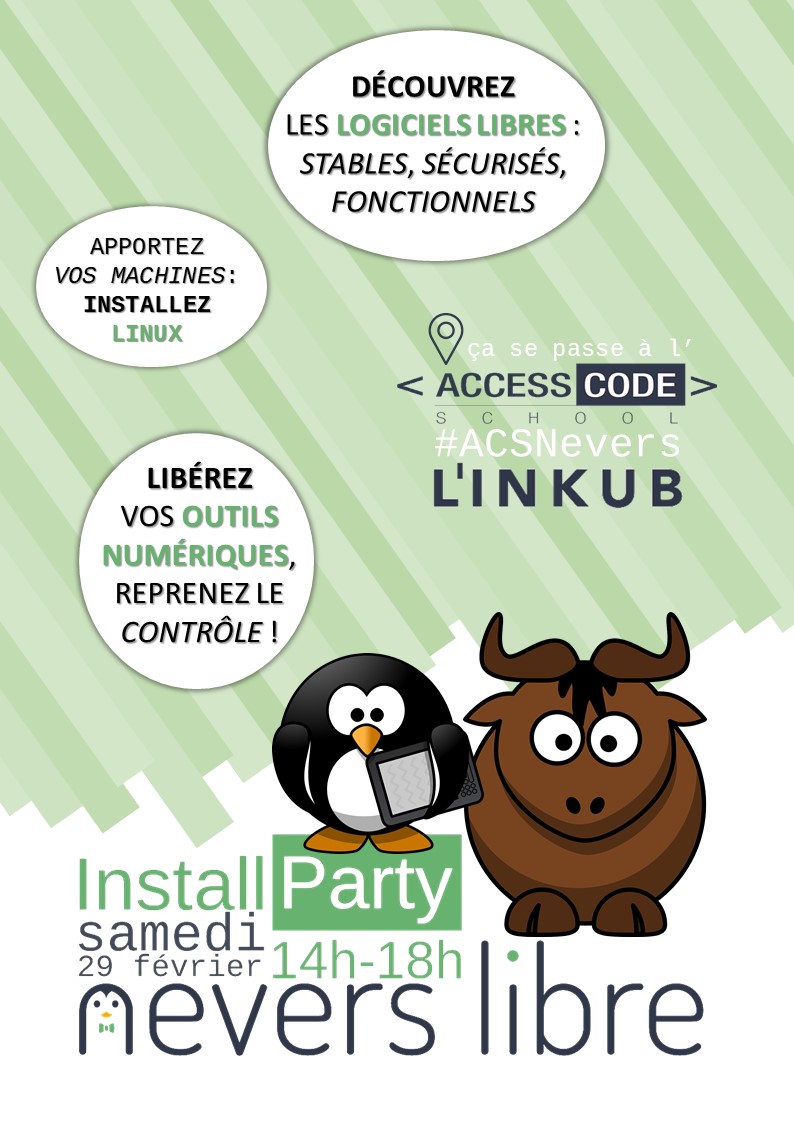 DÉCOUVREZ
LES LOGICIELS LIBRES :
STABLES, SÉCURISÉS,
FONCTIONNELS
APPORTEZ
VOS MACHINES:
INSTALLEZ
LINUX
ça se passe à l’
< ACCESS CODE >
SCHOOL
#ACSNevers
L'INKUB
LIBÉREZ
VOS OUTILS
NUMÉRIQUES,
REPRENEZ LE
CONTRÔLE !
Install Party
samedi
29 février 14h-18h
nevers libre